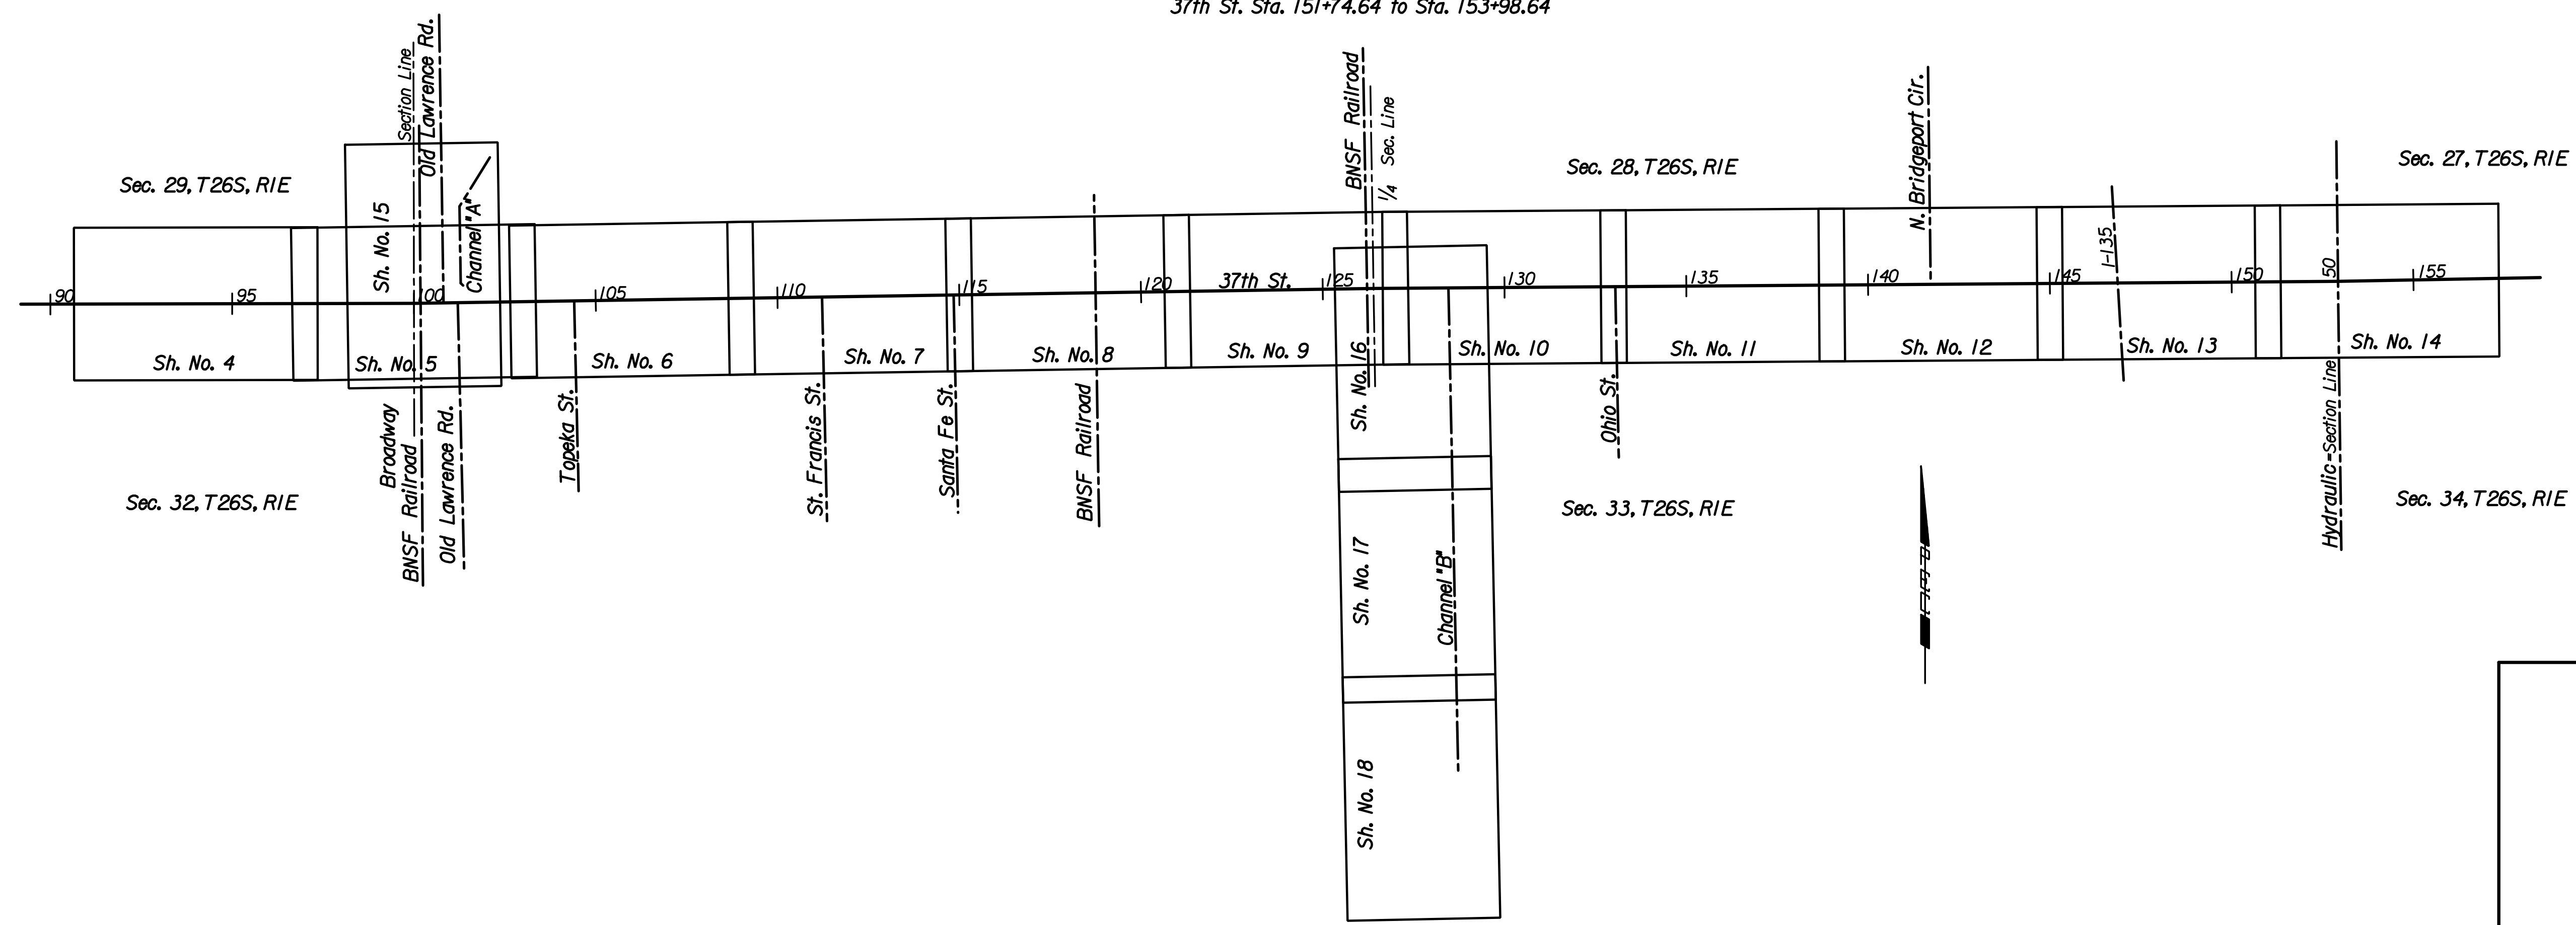 37th St. Sta. 151+74.64 to Sta. 153+98.64
Section Line
Old Lawrence Rd.
BNSF Railroad
1/4 Sec. Line
N. Bridgeport Cir.
Sec. 29, T26S, R1E
Sec. 28, T26S, R1E
Sec. 27, T26S, R1E
Sh. No. 15
Channel "A"
I-135
90
95
100
105
110
115
120
37th St.
125
130
135
140
145
150
50
155
Sh. No. 4
Sh. No. 5
Sh. No. 6
Sh. No. 7
Sh. No. 8
Sh. No. 9
Sh. No. 16
Sh. No. 10
Sh. No. 11
Sh. No. 12
Sh. No. 13
Sh. No. 14
Broadway
BNSF Railroad
Old Lawrence Rd.
Topeka St.
St. Francis St.
Santa Fe St.
BNSF Railroad
Ohio St.
Hydraulic=Section Line
Sec. 32, T26S, R1E
Sec. 33, T26S, R1E
Sec. 34, T26S, R1E
Sh. No. 17
Channel "B"
Sh. No. 18